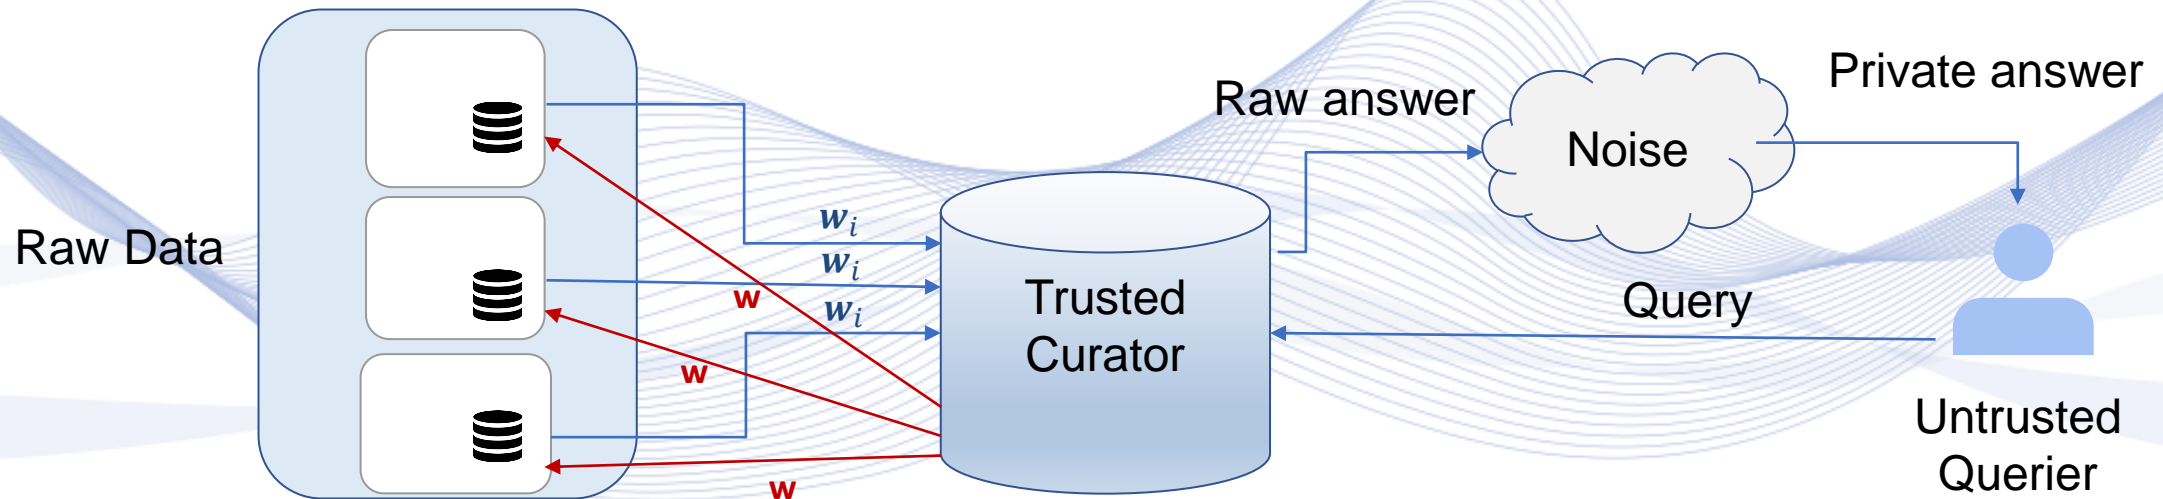 Raw Data
w_i
w_i
w_i
w
w
w
Trusted
Curator
Raw answer
Noise
Private answer
Query
Untrusted
Querier